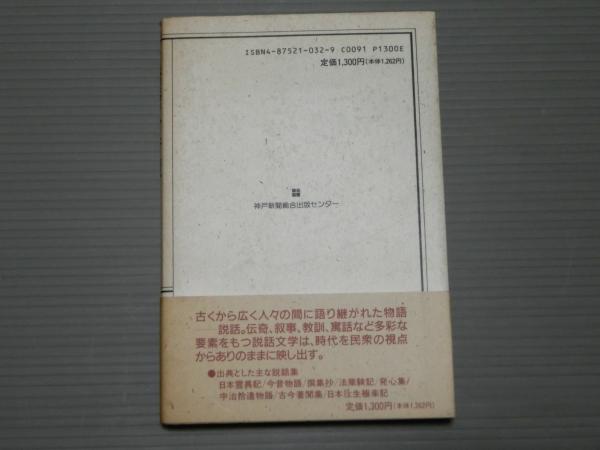 ISBN4-87521-032-9 C0091 P1300E
定価1,300円(本体1,262円)
神戸新聞総合出版センター
古くから広く人々の間に語り継がれた物語
説話。伝奇、叙事、教訓、寓話など多彩な
要素をもつ説話文学は、時代を民衆の視点
からありのままに映し出す。
●出典とした主な説話集
日本霊異記/今昔物語/撰集抄/法華験記/発心集/
宇治拾遺物語/古今著聞集/日本往生極楽記
定価1,300円(本体1,262円)